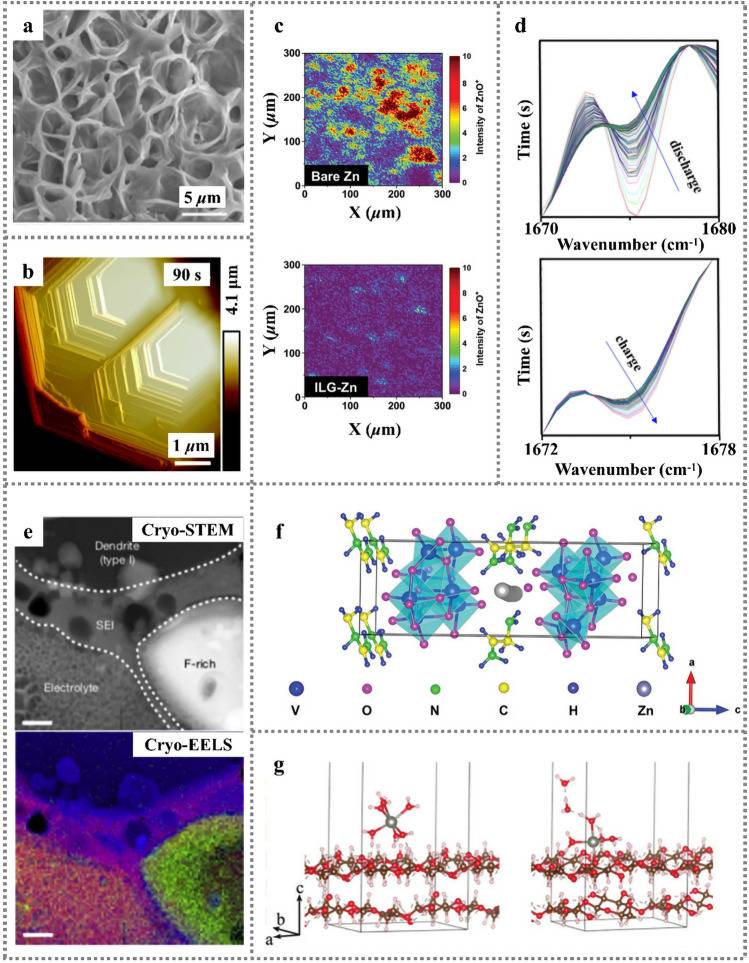 a
5 μm
b
90 s
4.1 μm
1 μm
c
Y (μm)
300
200
100
0
Bare Zn
0 100 200 300
X (μm)
10
8
6
4
2
0
Intensity of ZnO⁺
Y (μm)
300
200
100
0
ILG-Zn
0 100 200 300
X (μm)
10
8
6
4
2
0
Intensity of ZnO⁺
d
Time (s)
discharge
1670 1680
Wavenumber (cm-1)
Time (s)
charge
1672 1678
Wavenumber (cm-1)
e
Cryo-STEM
Dendrite
(type I)
SEI
F-rich
Electrolyte
Cryo-EELS
f
V O N C H Zn
a
b c
g
c
b
a